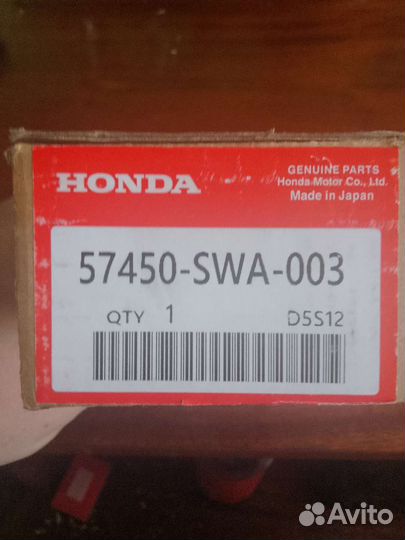 HONDA
GENUINE PARTS
Honda Motor Co., Ltd.
Made in Japan
57450-SWA-003
QTY 1 D5S12
Avito